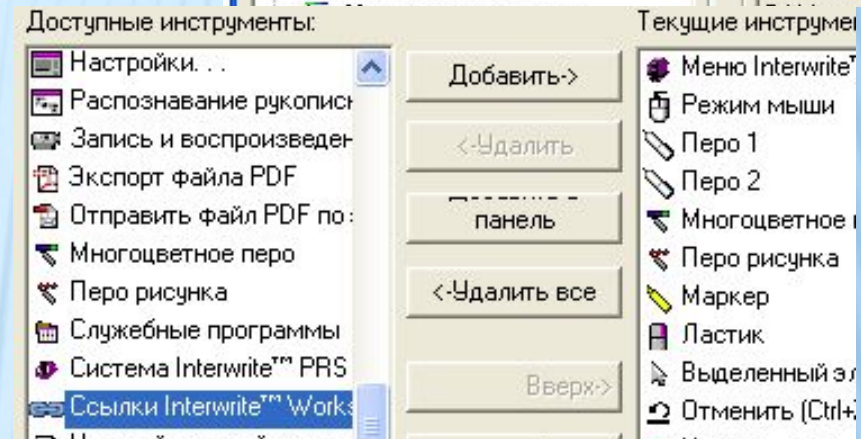 Доступные инструменты:
Настройки. . .
Распознавание рукописн
Запись и воспроизведен
Экспорт файла PDF
Отправить файл PDF по
Многоцветное перо
Перо рисунка
Служебные программы
Система Interwrite™ PRS
Ссылки Interwrite™ Works
Добавить->
<-Удалить
панель
<-Удалить все
Вверх->
Текущие инструмен
Меню Interwrite™
Режим мыши
Перо 1
Перо 2
Многоцветное
Перо рисунка
Маркер
Ластик
Выделенный эл
Отменить (Ctrl+Z